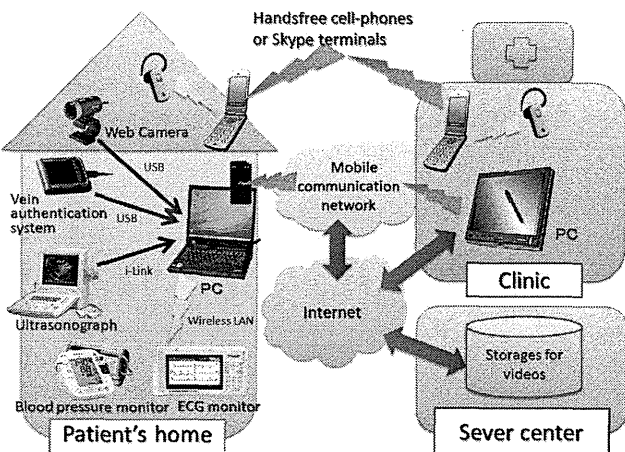 Handsfree cell-phones
or Skype terminals
Web Camera
USB
Vein
authentication
system
USB
i-Link
PC
Ultrasonograph
Wireless LAN
Blood pressure monitor
ECG monitor
Patient's home
Mobile
communication
network
Internet
PC
Clinic
Storages for
videos
Sever center